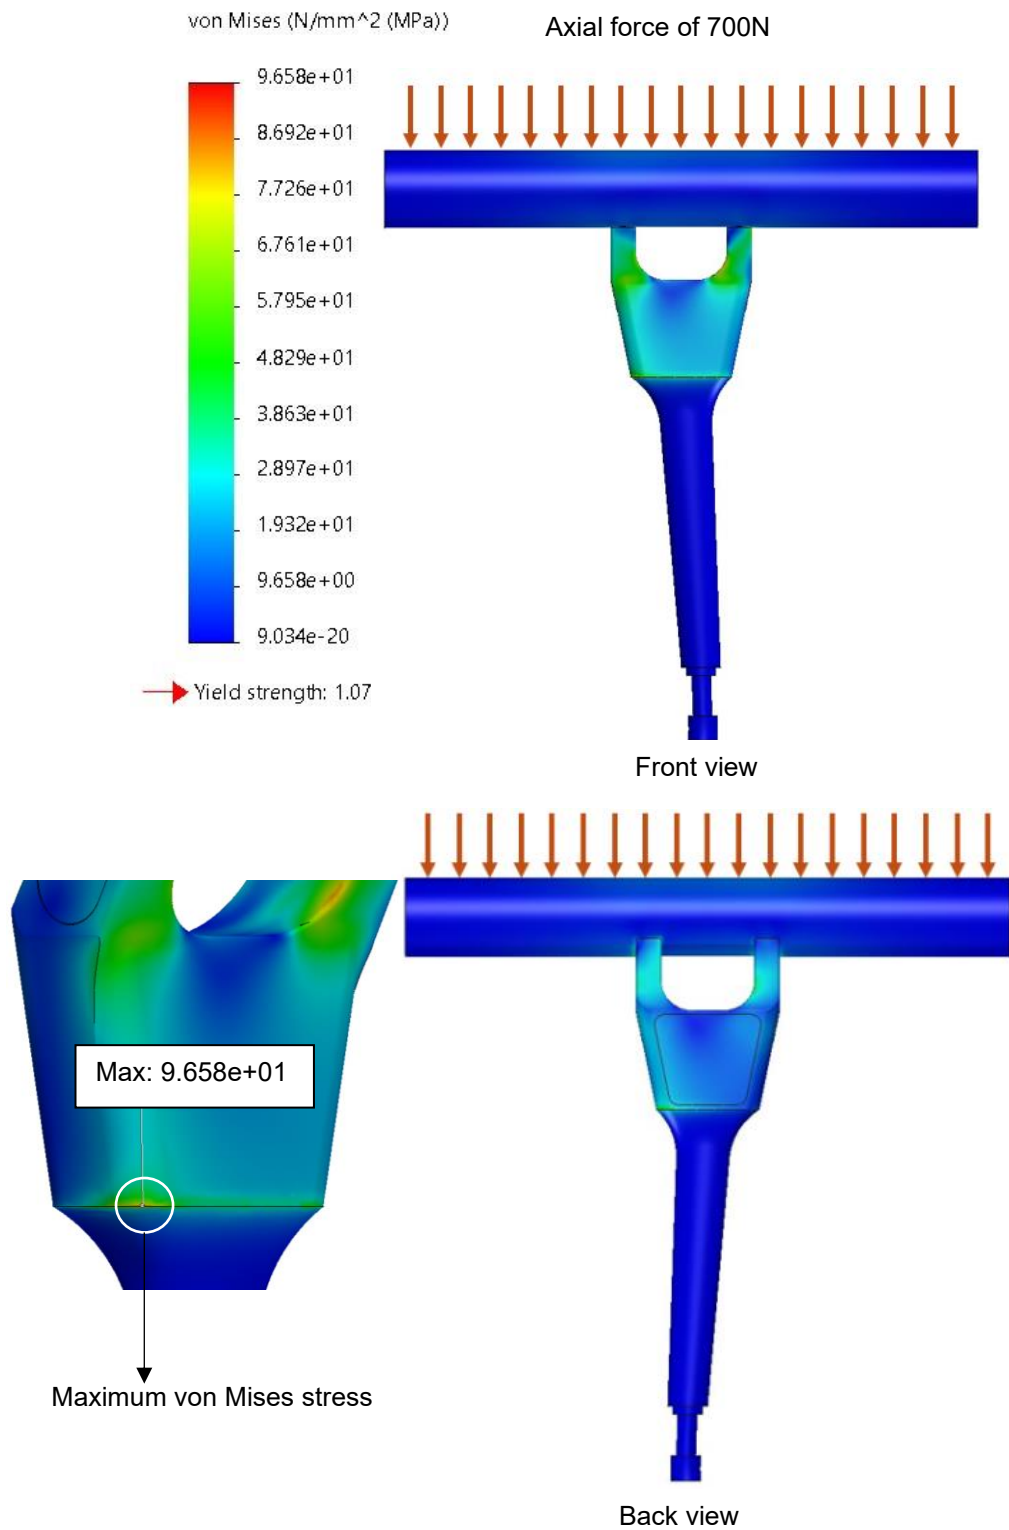 von Mises (N/mm^2 (MPa))
Axial force of 700N
9.658e+01
8.692e+01
7.726e+01
6.761e+01
5.795e+01
4.829e+01
3.863e+01
2.897e+01
1.932e+01
9.658e+00
9.034e-20
Yield strength: 1.07
Front view
Max: 9.658e+01
Maximum von Mises stress
Back view